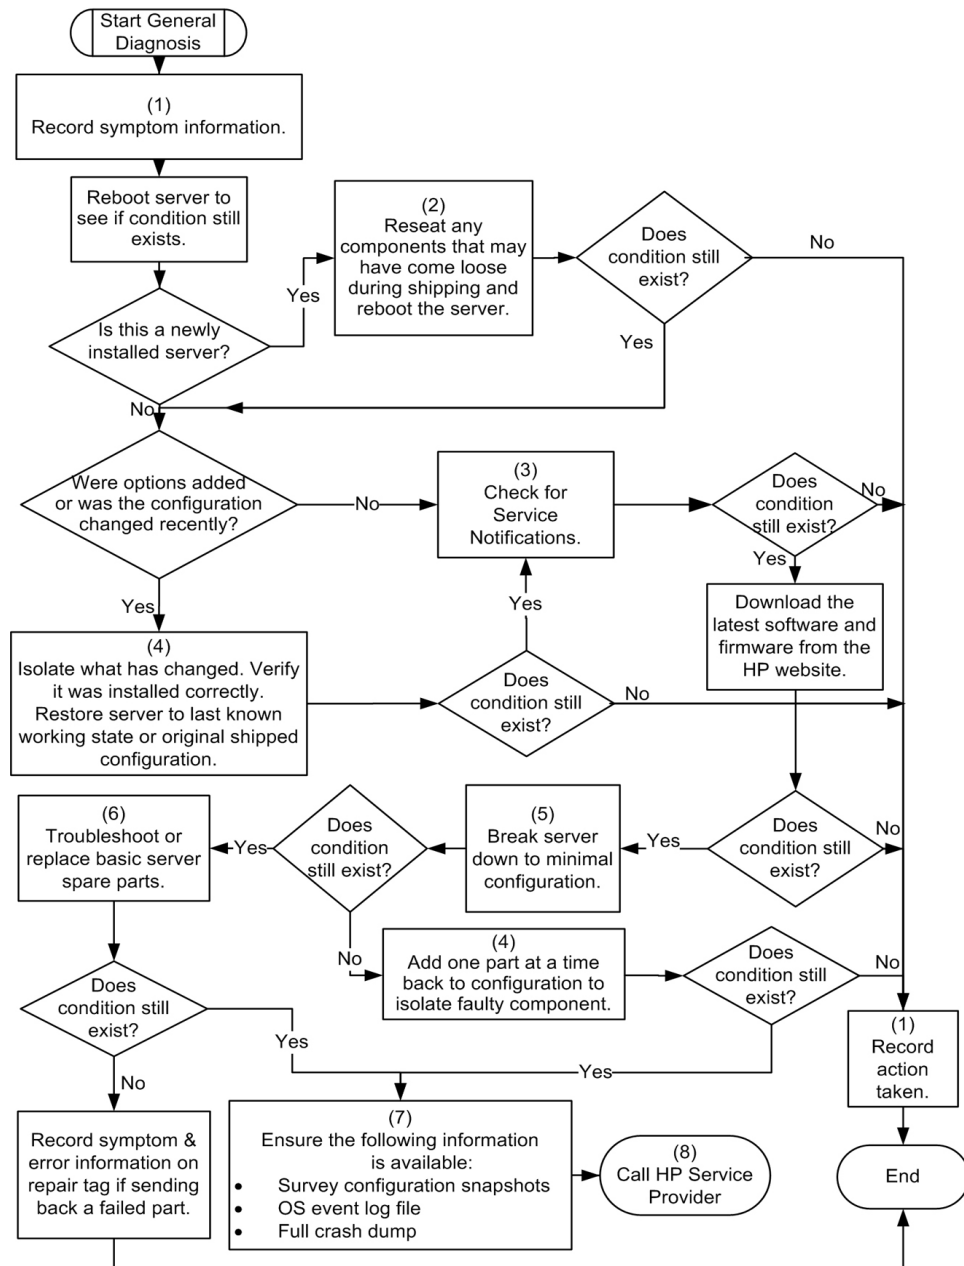 Start General
Diagnosis
(1)
Record symptom information.
Reboot server to
see if condition still
exists.
(2)
Reseat any
components that may
have come loose
during shipping and
reboot the server.
Does
condition still
exist?
No
Yes
Yes
Is this a newly
installed server?
No
Were options added
or was the configuration
changed recently?
No
(3)
Check for
Service
Notifications.
Does
condition
still exist?
No
Yes
Yes
Yes
Download the
latest software and
firmware from the
HP website.
(4)
Isolate what has changed. Verify
it was installed correctly.
Restore server to last known
working state or original shipped
configuration.
Does
condition still
exist?
No
(6)
Troubleshoot or
replace basic server
spare parts.
Yes
Does
condition
still exist?
(5)
Break server
down to minimal
configuration.
Yes
Does
condition still
exist?
No
No
(4)
Add one part at a time
back to configuration to
isolate faulty component.
Does
condition still
exist?
No
Does
condition still
exist?
Yes
Yes
No
(1)
Record
action
taken.
Record symptom &
error information on
repair tag if sending
back a failed part.
(7)
Ensure the following information
is available:
• Survey configuration snapshots
• OS event log file
• Full crash dump
(8)
Call HP Service
Provider
End